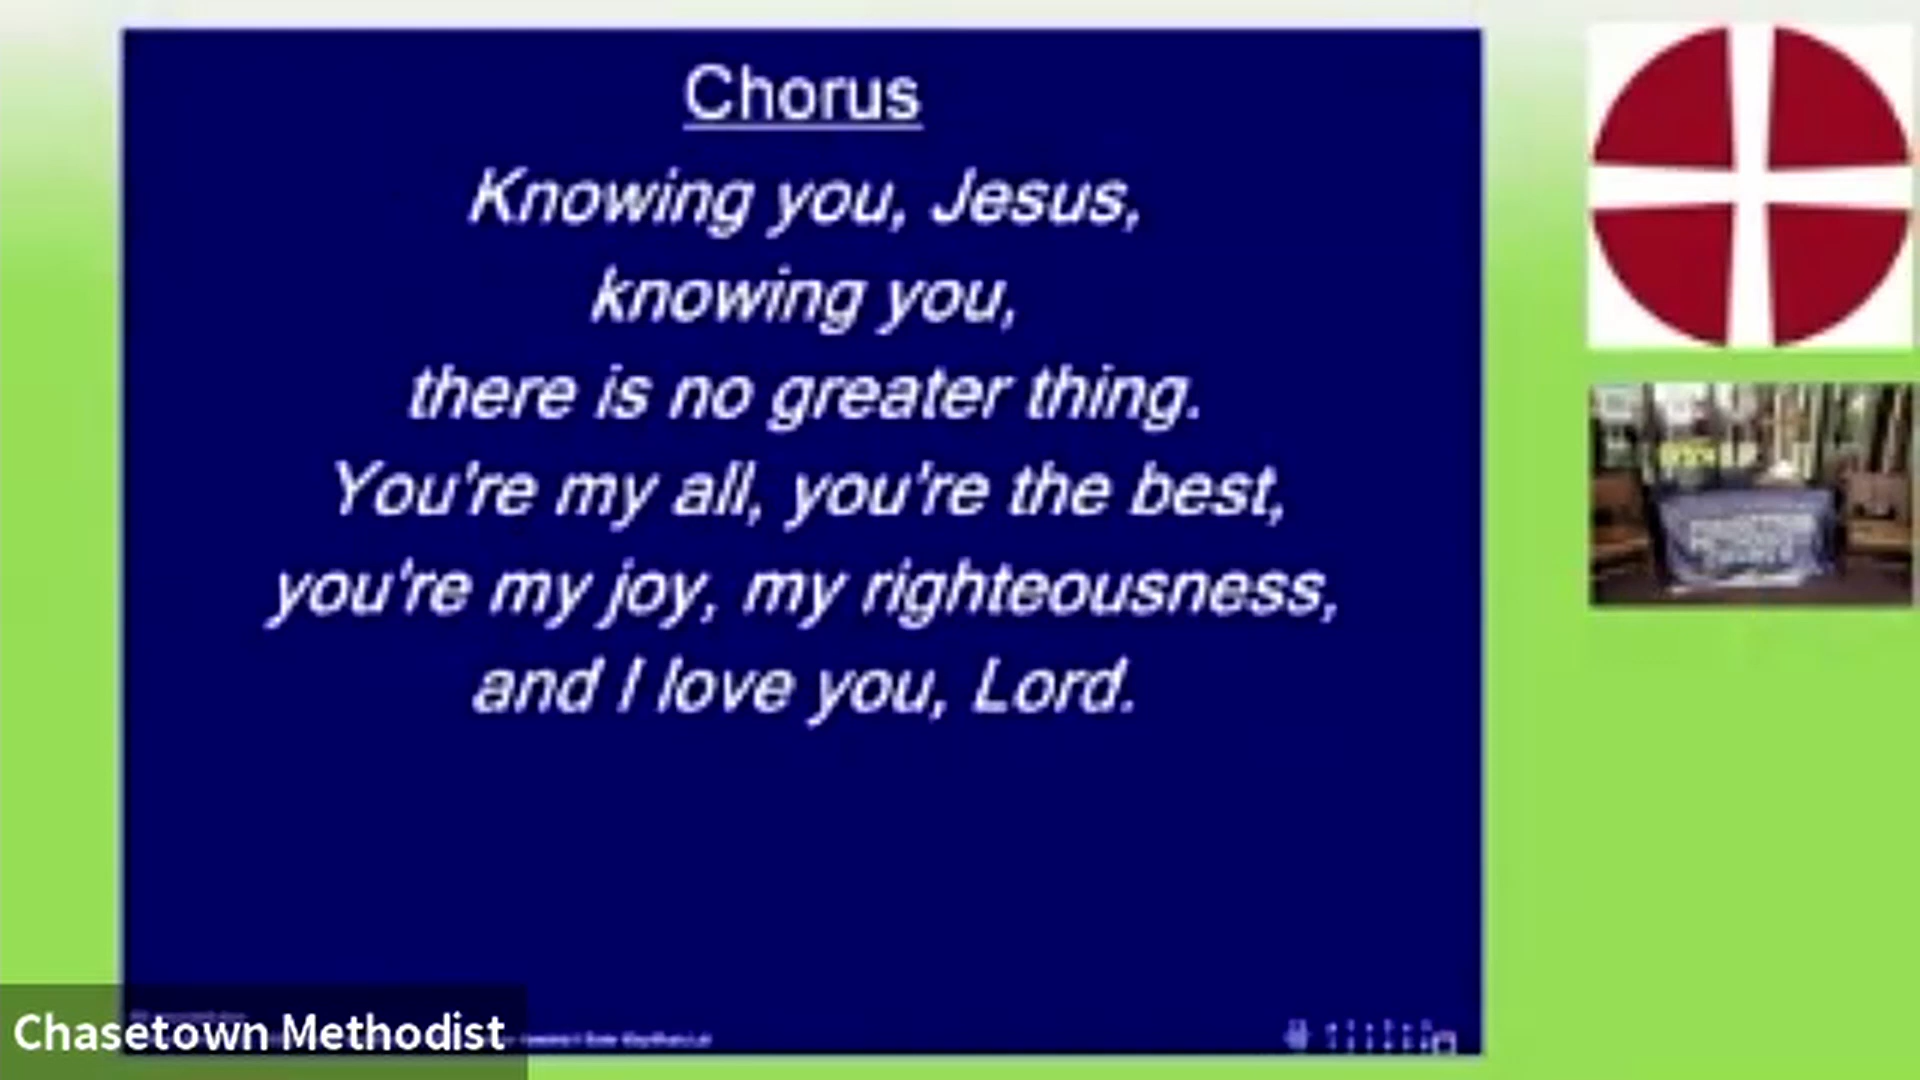 Chorus
Knowing you, Jesus,
knowing you,
there is no greater thing.
You're my all, you're the best,
you're my joy, my righteousness,
and I love you, Lord.
Chasetown Methodist